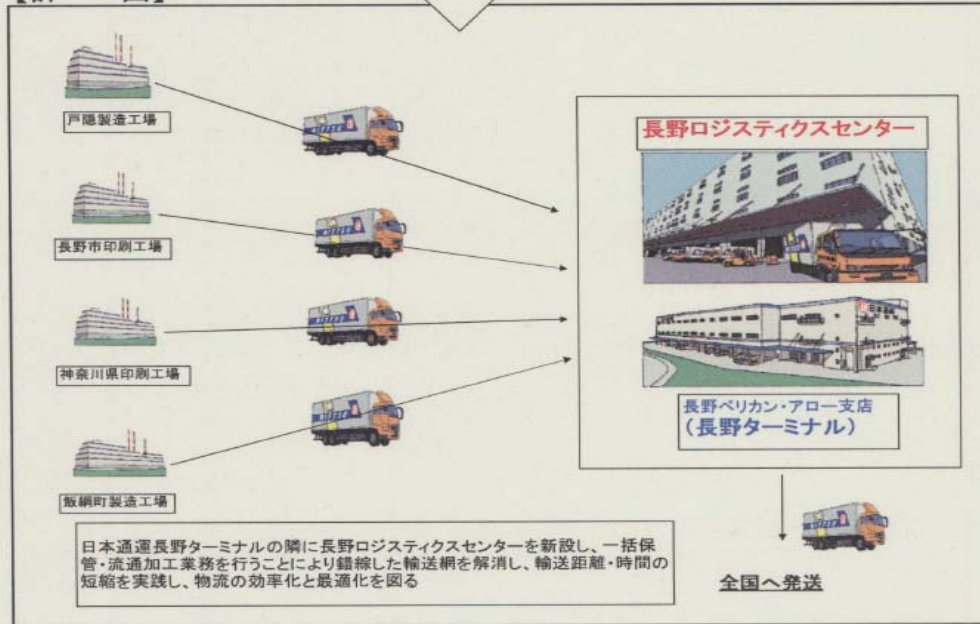 戸隠製造工場
長野市印刷工場
神奈川県印刷工場
飯綱町製造工場
長野ロジスティクスセンター
長野ペリカン・アロー支店
(長野ターミナル)
日本通運長野ターミナルの隣に長野ロジスティクスセンターを新設し、一括保
管・流通加工業務を行うことにより錯綜した輸送網を解消し、輸送距離・時間の
短縮を実践し、物流の効率化と最適化を図る
全国へ発送